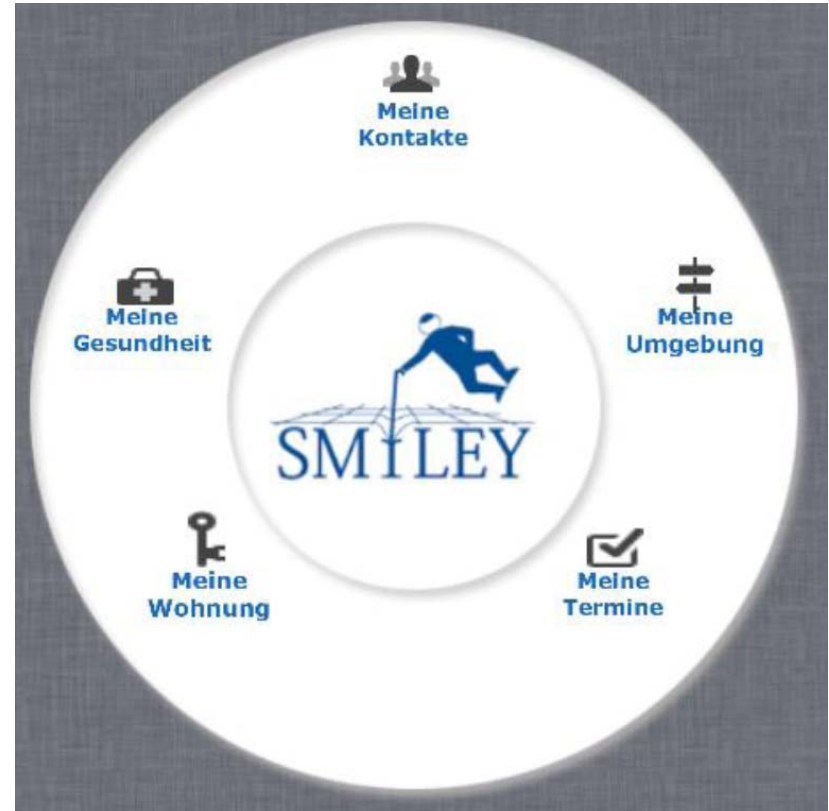 Meine
Kontakte
Meine
Gesundheit
Meine
Umgebung
SMILEY
Meine
Wohnung
Meine
Termine